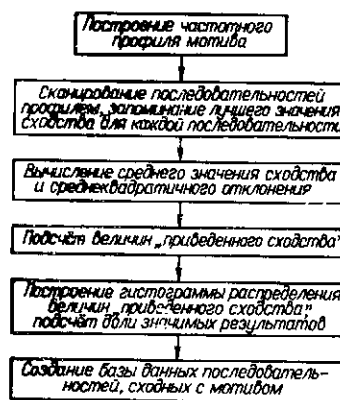 Построение частотного
профиля мотива
Сканирование последовательностей
профилем, запоминание лучшего значения
сходства для каждой последовательности
Вычисление среднего значения сходства
и среднеквадратичного отклонения
Подсчёт величин „приведенного сходства"
Построение гистограммы распределения
величин „приведенного сходства",
подсчёт доли значимых результатов
Создание базы данных последователь-
ностей, сходных с мотивом